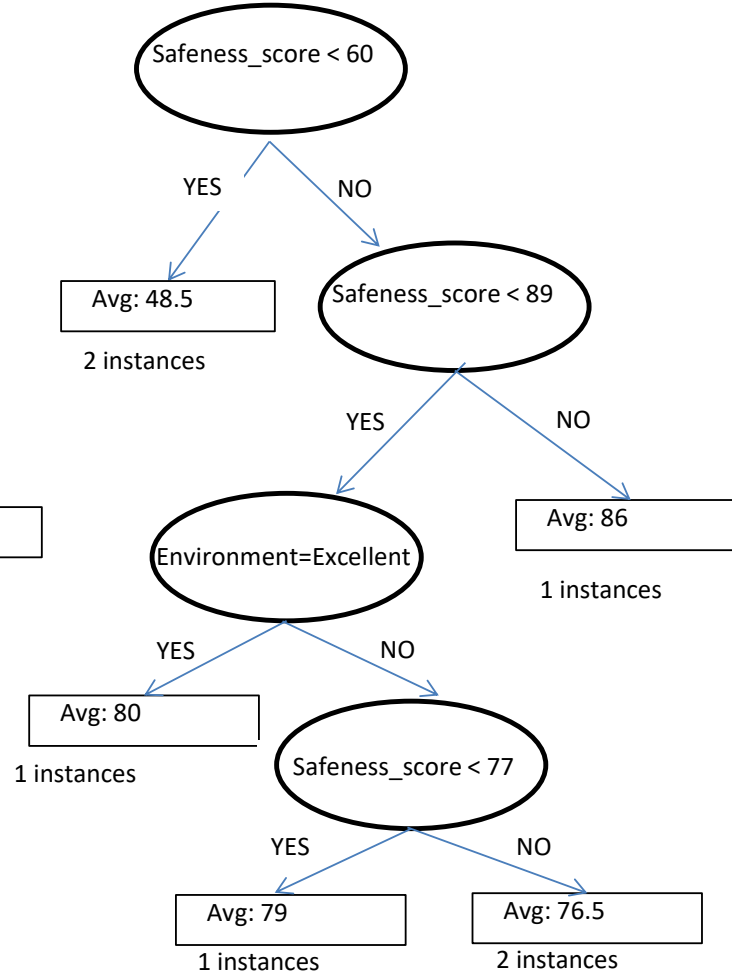 Safeness_score < 60
YES
NO
Avg: 48.5
2 instances
Safeness_score < 89
YES
NO
Environment=Excellent
Avg: 86
1 instances
YES
NO
Avg: 80
1 instances
Safeness_score < 77
YES
NO
Avg: 79
1 instances
Avg: 76.5
2 instances